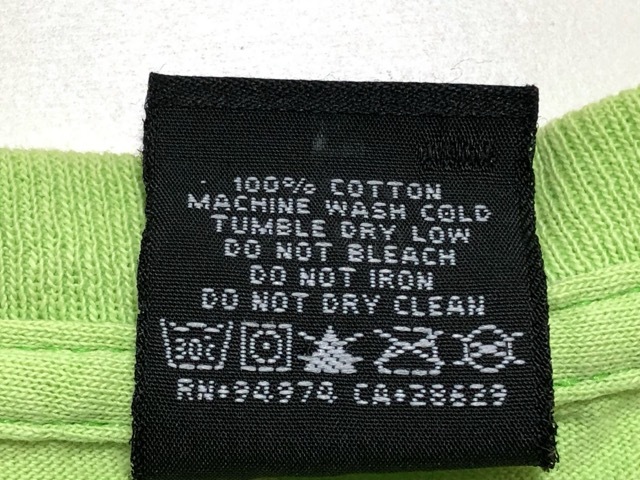 100% COTTON
MACHINE WASH COLD
TUMBLE DRY LOW
DO NOT BLEACH
DO NOT IRON
DO NOT DRY CLEAN
30C
RN•94974 CA•28629